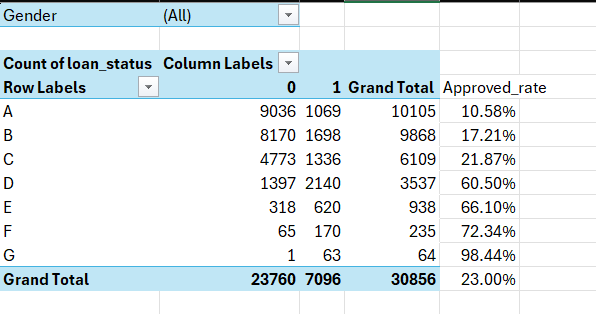 Gender (All)
Count of loan_status Column Labels
Row Labels 0 1 Grand Total Approved_rate
A 9036 1069 10105 10.58%
B 8170 1698 9868 17.21%
C 4773 1336 6109 21.87%
D 1397 2140 3537 60.50%
E 318 620 938 66.10%
F 65 170 235 72.34%
G 1 63 64 98.44%
Grand Total 23760 7096 30856 23.00%